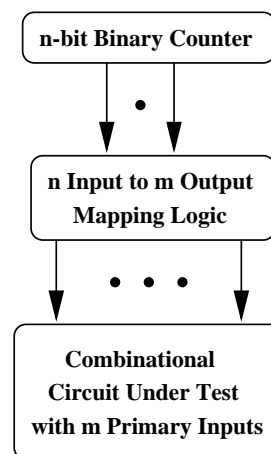 n-bit Binary Counter
n Input to m Output
Mapping Logic
Combinational
Circuit Under Test
with m Primary Inputs